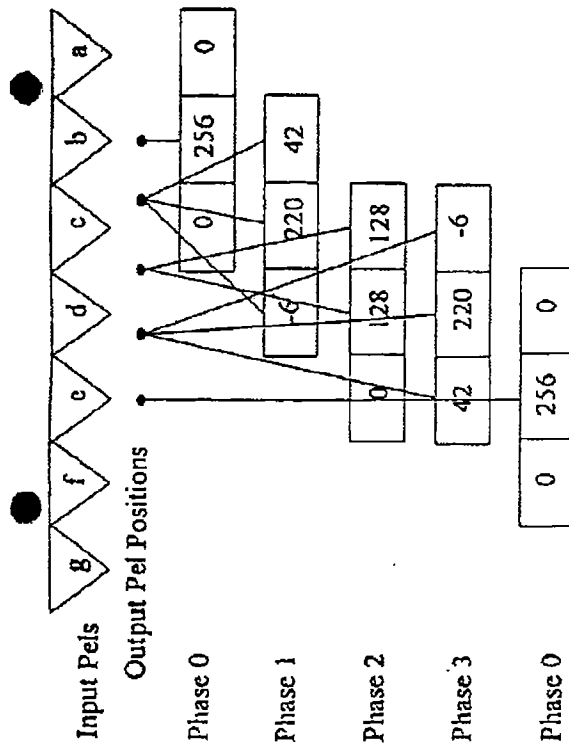 Input Pels g f e d c b a
Output Pel Positions
Phase 0 0 256 0
Phase 1 -6 220 42
Phase 2 0 128 128
Phase 3 42 220 -6
Phase 0 0 256 0